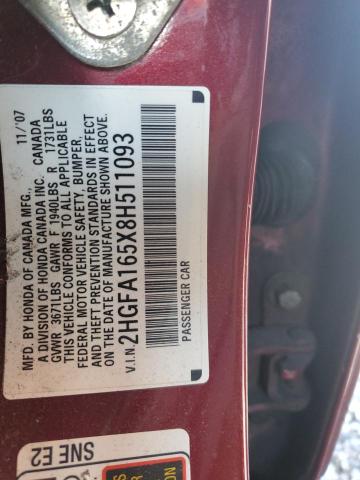 MFD. BY HONDA OF CANADA MFG., 11/'07
A DIVISION OF HONDA CANADA INC. CANADA
GVWR 3671LBS GAWR F 1940LBS R 1731LBS
THIS VEHICLE CONFORMS TO ALL APPLICABLE
FEDERAL MOTOR VEHICLE SAFETY, BUMPER,
AND THEFT PREVENTION STANDARDS IN EFFECT
ON THE DATE OF MANUFACTURE SHOWN ABOVE.
V.I.N. 2HGFA165X8H511093
PASSENGER CAR
SNE E2